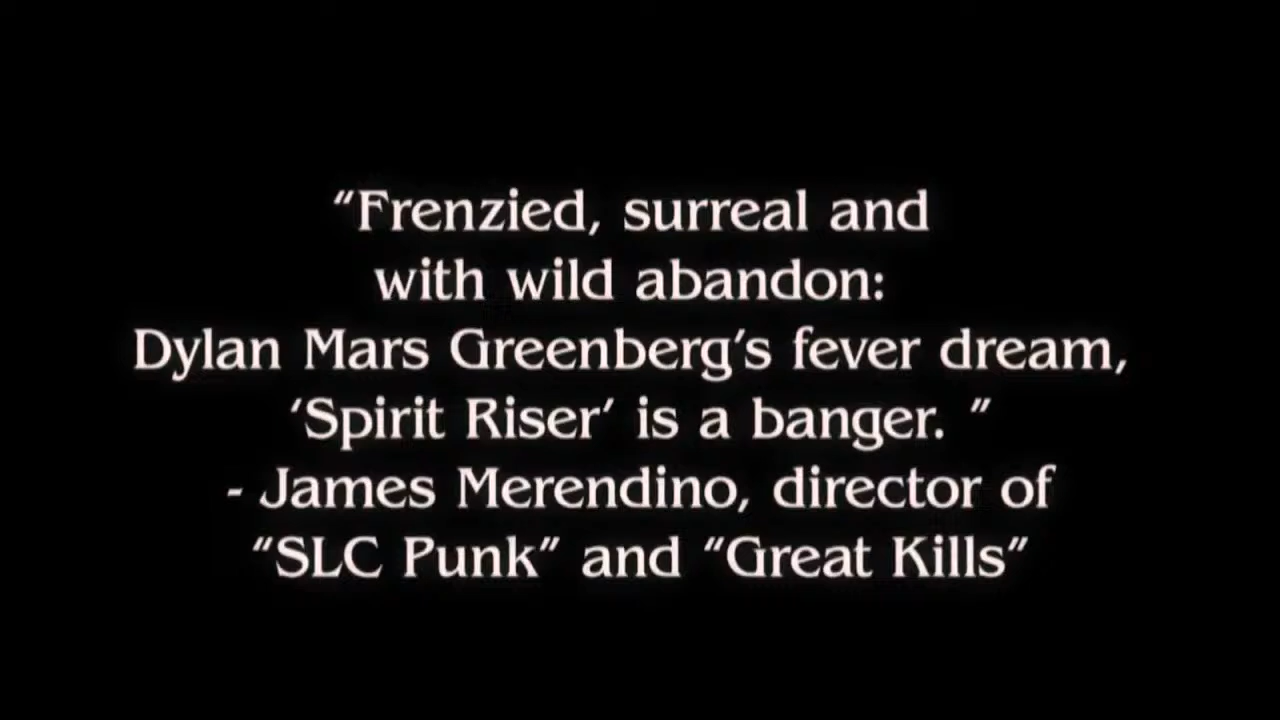 “Frenzied, surreal and
with wild abandon:
Dylan Mars Greenberg’s fever dream,
‘Spirit Riser’ is a banger. ”
- James Merendino, director of
“SLC Punk” and “Great Kills”